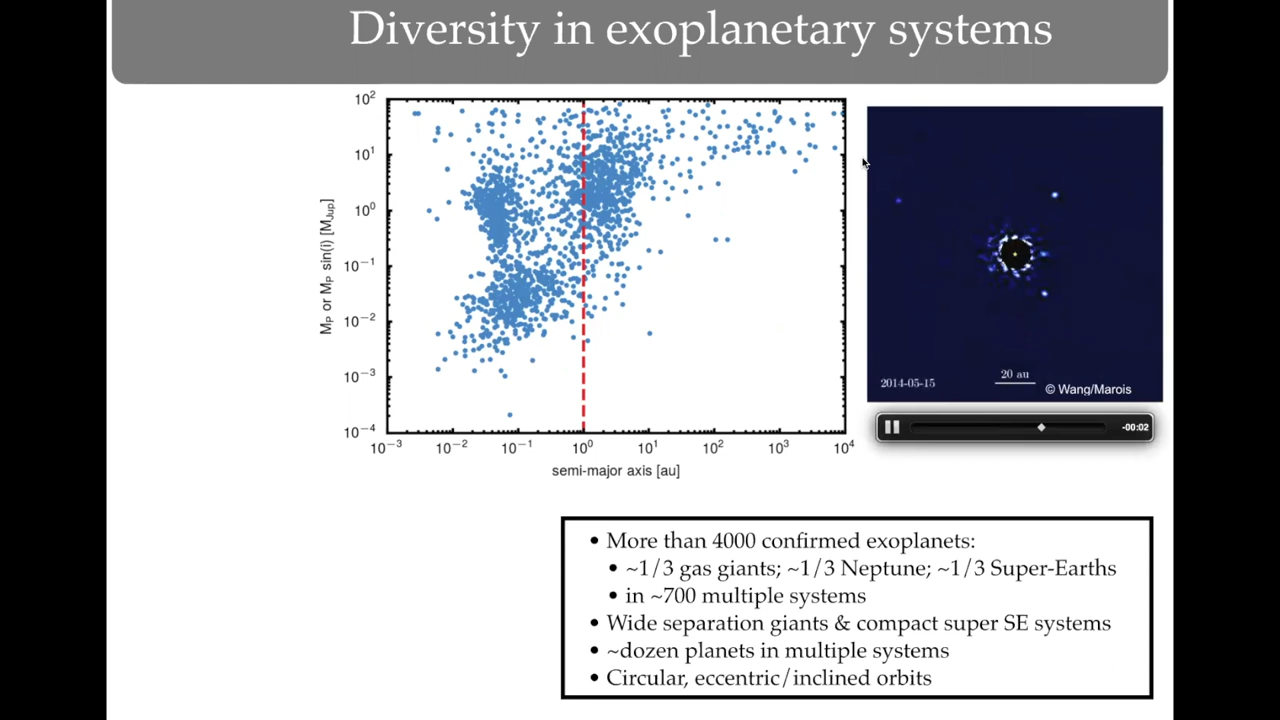 Diversity in exoplanetary systems
10²
10¹
10⁰
10⁻¹
10⁻²
10⁻³
10⁻⁴
M_P or M_P sin(i) [M_Jup]
10⁻³ 10⁻² 10⁻¹ 10⁰ 10¹ 10² 10³ 10⁴
semi-major axis [au]
2014-05-15
20 au
© Wang/Marois
-00:02
• More than 4000 confirmed exoplanets:
• ~1/3 gas giants; ~1/3 Neptune; ~1/3 Super-Earths
• in ~700 multiple systems
• Wide separation giants & compact super SE systems
• ~dozen planets in multiple systems
• Circular, eccentric/inclined orbits